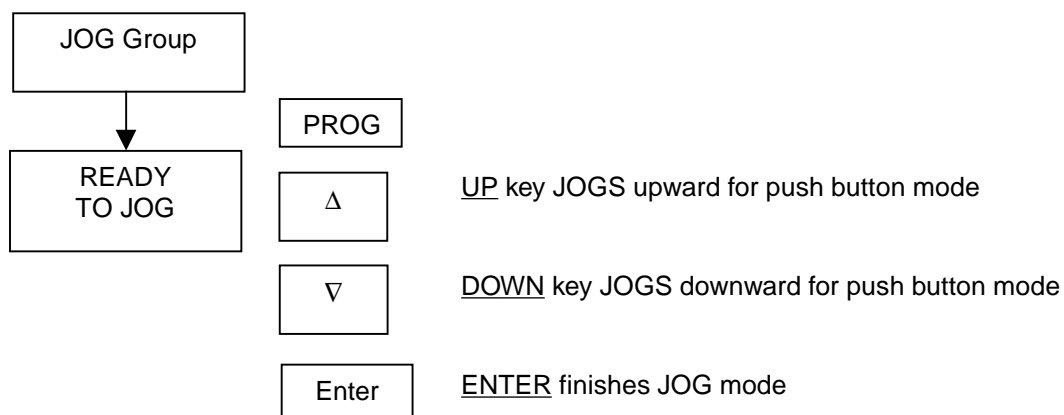 JOG Group
PROG
READY
TO JOG
Δ
UP key JOGS upward for push button mode
∇
DOWN key JOGS downward for push button mode
Enter
ENTER finishes JOG mode